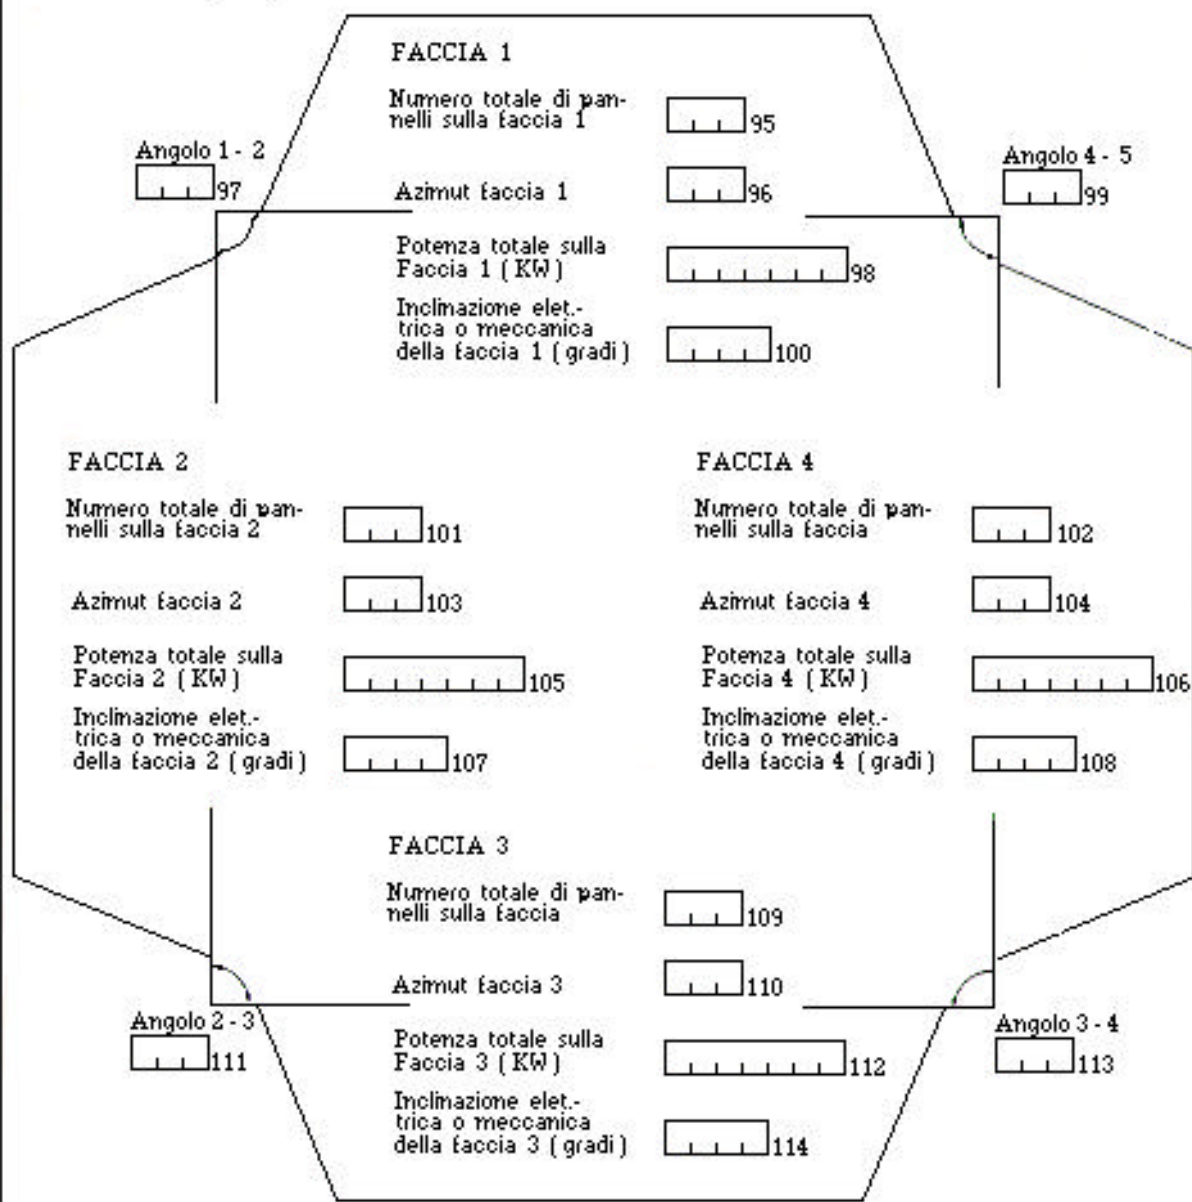 FACCIA 1
Numero totale di pan-
nelli sulla faccia 1
95
Angolo 1 - 2
97
Angolo 4 - 5
99
Azimut faccia 1
96
Potenza totale sulla
Faccia 1 ( KW )
98
Inclinazione elet.-
trica o meccanica
della faccia 1 ( gradi )
100
FACCIA 2
Numero totale di pan-
nelli sulla faccia 2
101
Azimut faccia 2
103
Potenza totale sulla
Faccia 2 ( KW )
105
Inclinazione elet.-
trica o meccanica
della faccia 2 ( gradi )
107
FACCIA 4
Numero totale di pan-
nelli sulla faccia
102
Azimut faccia 4
104
Potenza totale sulla
Faccia 4 ( KW )
106
Inclinazione elet.-
trica o meccanica
della faccia 4 ( gradi )
108
FACCIA 3
Numero totale di pan-
nelli sulla faccia
109
Azimut faccia 3
110
Angolo 2 - 3
111
Angolo 3 - 4
113
Potenza totale sulla
Faccia 3 ( KW )
112
Inclinazione elet.-
trica o meccanica
della faccia 3 ( gradi )
114